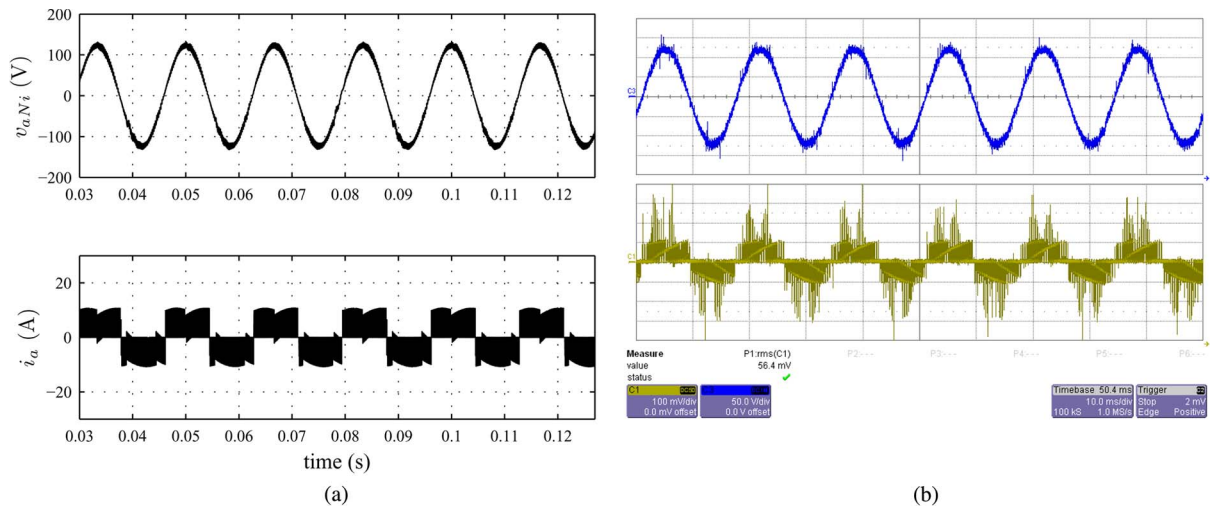 200
100
0
−100
−200
v_{aNi} (V)
0.03 0.04 0.05 0.06 0.07 0.08 0.09 0.1 0.11 0.12
20
0
−20
i_a (A)
0.03 0.04 0.05 0.06 0.07 0.08 0.09 0.1 0.11 0.12
time (s)
(a)
C1
Measure P1:rms(C1) P2:--- P3:--- P4:--- P5:--- P6:---
value 56.4 mV
status
C1
100 mV/div
0.0 mV offset
50.0 V/div
0.0 V offset
Timebase 50.4 ms
10.0 ms/div
100 kS 1.0 MS/s
Trigger
Stop 2 mV
Edge Positive
(b)